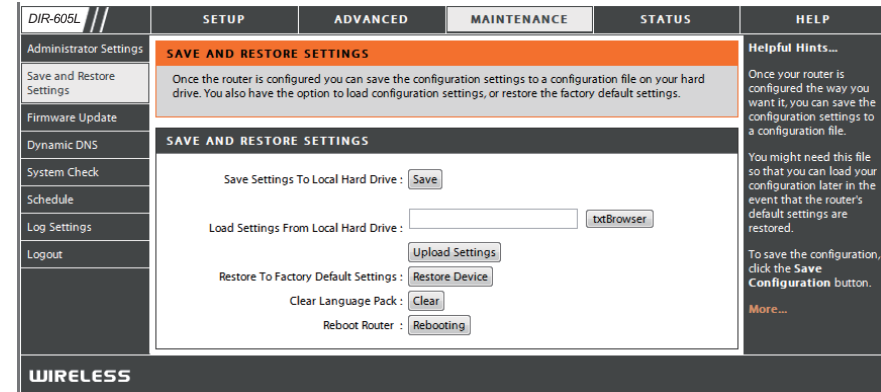 DIR-605L
SETUP
ADVANCED
MAINTENANCE
STATUS
HELP
Administrator Settings
Save and Restore
Settings
Firmware Update
Dynamic DNS
System Check
Schedule
Log Settings
Logout
SAVE AND RESTORE SETTINGS
Once the router is configured you can save the configuration settings to a configuration file on your hard
drive. You also have the option to load configuration settings, or restore the factory default settings.
SAVE AND RESTORE SETTINGS
Save Settings To Local Hard Drive : Save
Load Settings From Local Hard Drive : txtBrowser
Upload Settings
Restore To Factory Default Settings : Restore Device
Clear Language Pack : Clear
Reboot Router : Rebooting
Helpful Hints...
Once your router is
configured the way you
want it, you can save the
configuration settings to
a configuration file.
You might need this file
so that you can load your
configuration later in the
event that the router's
default settings are
restored.
To save the configuration,
click the Save
Configuration button.
More...
WIRELESS